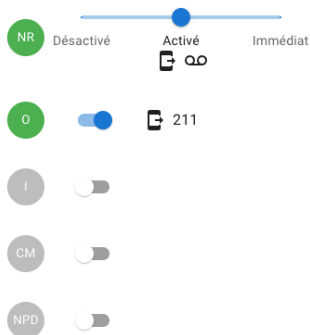 NR
Désactivé Activé Immédiat
O 211
I
CM
NPD